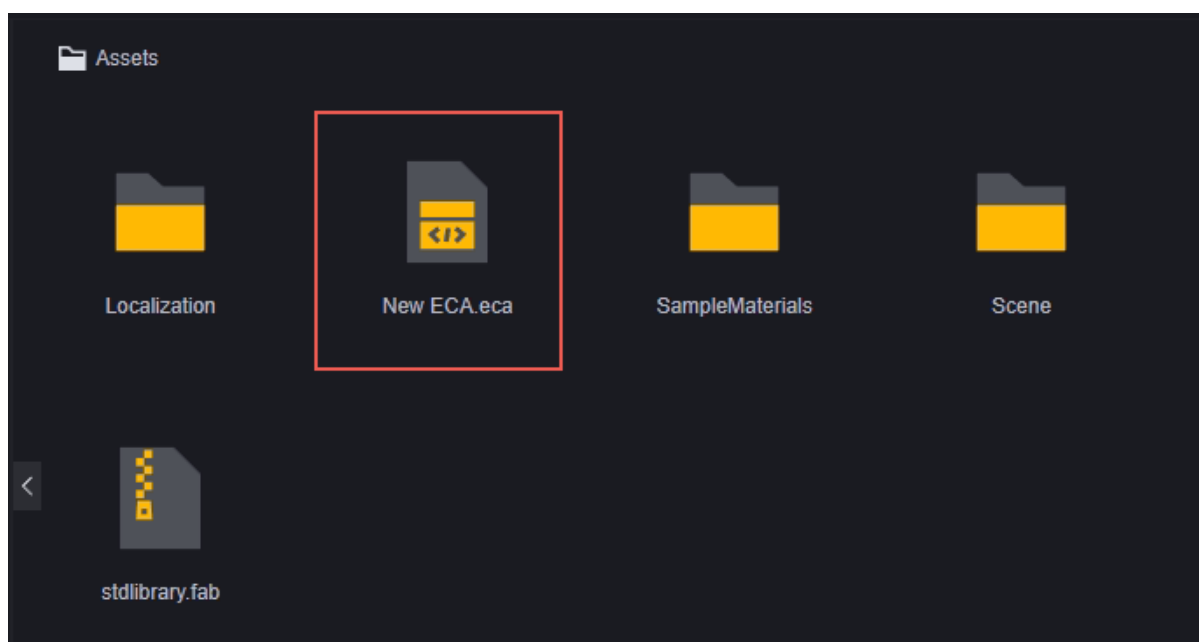 Assets
Localization
New ECA.eca
SampleMaterials
Scene
stdlibrary.fab